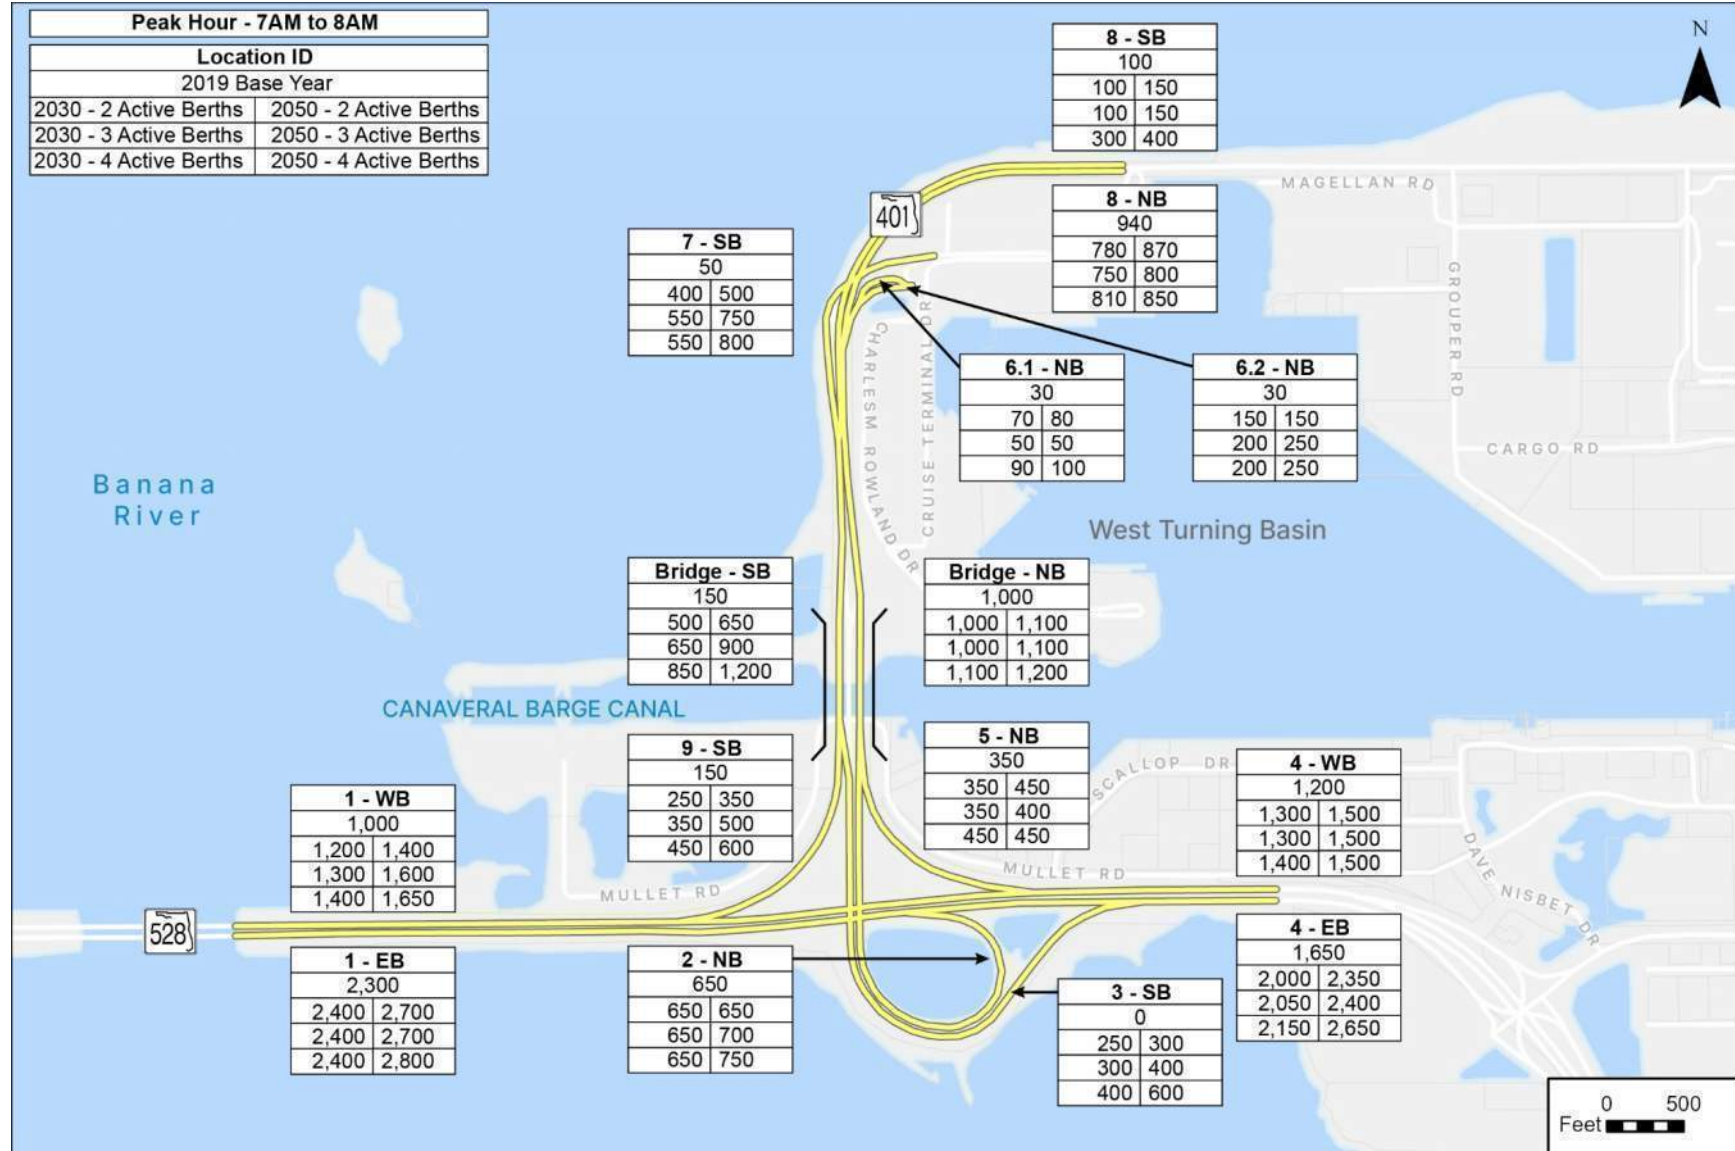 Peak Hour - 7AM to 8AM
Location ID
2019 Base Year
2030 - 2 Active Berths 2050 - 2 Active Berths
2030 - 3 Active Berths 2050 - 3 Active Berths
2030 - 4 Active Berths 2050 - 4 Active Berths
N
8 - SB
100
100 150
100 150
300 400
MAGELLAN RD
8 - NB
940
780 870
750 800
810 850
401
7 - SB
50
400 500
550 750
550 800
GROUPER RD
CHARLESM ROWLAND DR
CRUISE TERMINAL DR
6.1 - NB
30
70 80
50 50
90 100
6.2 - NB
30
150 150
200 250
200 250
CARGO RD
Banana
River
West Turning Basin
Bridge - SB
150
500 650
650 900
850 1,200
Bridge - NB
1,000
1,000 1,100
1,000 1,100
1,100 1,200
CANAVERAL BARGE CANAL
9 - SB
150
250 350
350 500
450 600
5 - NB
350
350 450
350 400
450 450
SCALLOP DR
4 - WB
1,200
1,300 1,500
1,300 1,500
1,400 1,500
1 - WB
1,000
1,200 1,400
1,300 1,600
1,400 1,650
MULLET RD
MULLET RD
DAVE NISBET DR
528
4 - EB
1,650
2,000 2,350
2,050 2,400
2,150 2,650
1 - EB
2,300
2,400 2,700
2,400 2,700
2,400 2,800
2 - NB
650
650 650
650 700
650 750
3 - SB
0
250 300
300 400
400 600
0 500
Feet